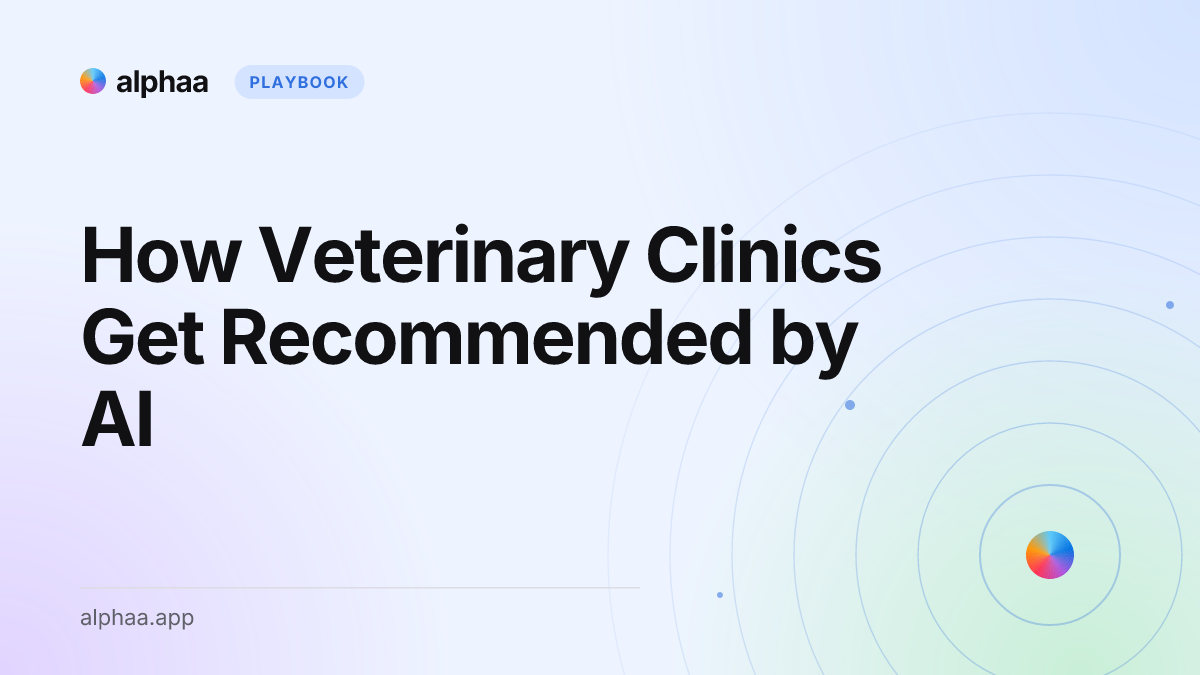 alphaa PLAYBOOK
How Veterinary Clinics
Get Recommended by
AI
alphaa.app